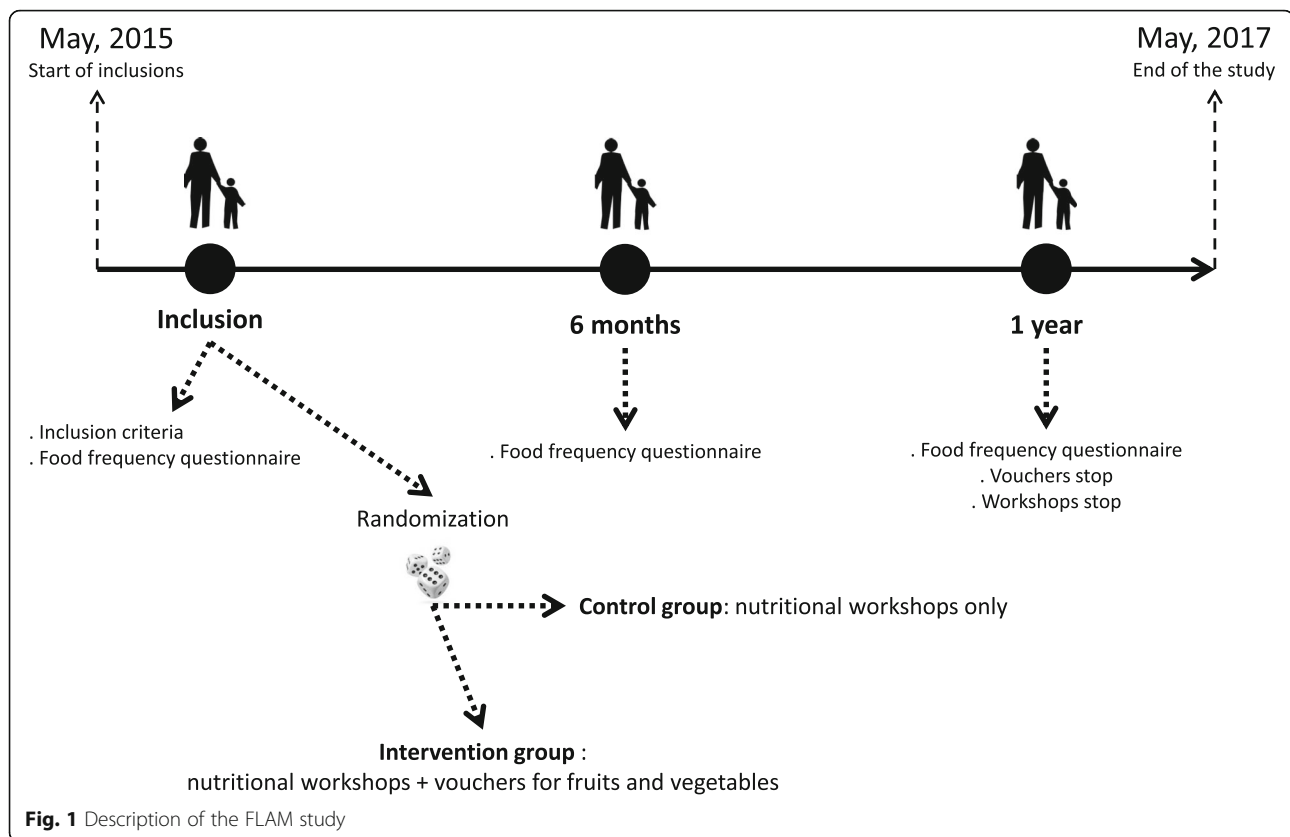 May, 2015
Start of inclusions
May, 2017
End of the study
Inclusion
6 months
1 year
. Inclusion criteria
. Food frequency questionnaire
. Food frequency questionnaire
. Food frequency questionnaire
. Vouchers stop
. Workshops stop
Randomization
Control group: nutritional workshops only
Intervention group :
nutritional workshops + vouchers for fruits and vegetables
Fig. 1 Description of the FLAM study